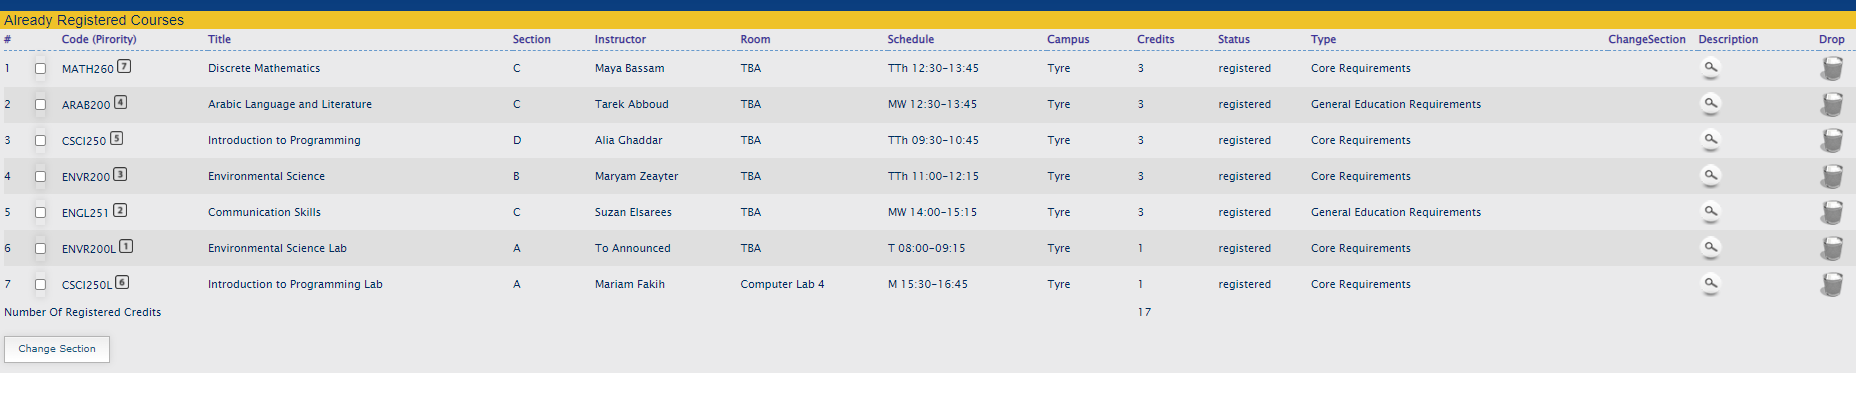 Already Registered Courses
# Code (Pirority) Title Section Instructor Room Schedule Campus Credits Status Type ChangeSection Description Drop
1 MATH260 7 Discrete Mathematics C Maya Bassam TBA TTh 12:30-13:45 Tyre 3 registered Core Requirements
2 ARAB200 4 Arabic Language and Literature C Tarek Abboud TBA MW 12:30-13:45 Tyre 3 registered General Education Requirements
3 CSCI250 5 Introduction to Programming D Alia Ghaddar TBA TTh 09:30-10:45 Tyre 3 registered Core Requirements
4 ENVR200 3 Environmental Science B Maryam Zeayter TBA TTh 11:00-12:15 Tyre 3 registered Core Requirements
5 ENGL251 2 Communication Skills C Suzan Elsarees TBA MW 14:00-15:15 Tyre 3 registered General Education Requirements
6 ENVR200L 1 Environmental Science Lab A To Announced TBA T 08:00-09:15 Tyre 1 registered Core Requirements
7 CSCI250L 6 Introduction to Programming Lab A Mariam Fakih Computer Lab 4 M 15:30-16:45 Tyre 1 registered Core Requirements
Number Of Registered Credits 17
Change Section